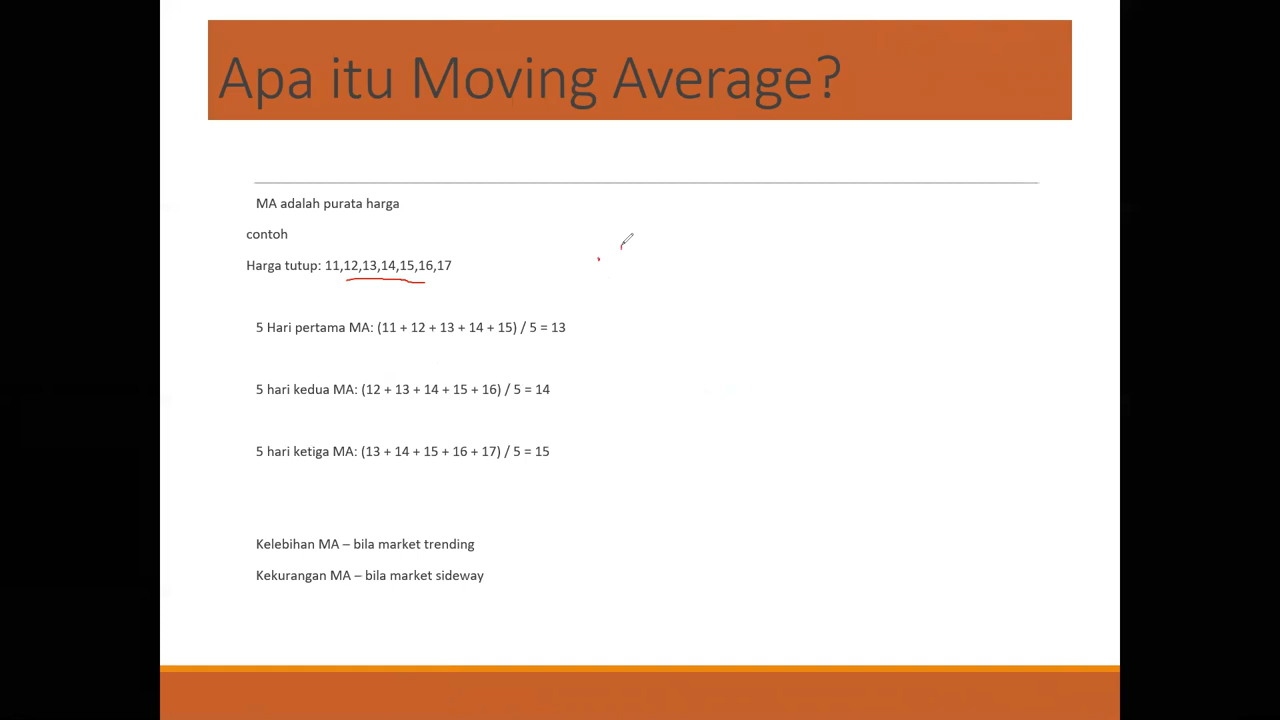 Apa itu Moving Average?
MA adalah purata harga
contoh
Harga tutup: 11,12,13,14,15,16,17
5 Hari pertama MA: (11 + 12 + 13 + 14 + 15) / 5 = 13
5 hari kedua MA: (12 + 13 + 14 + 15 + 16) / 5 = 14
5 hari ketiga MA: (13 + 14 + 15 + 16 + 17) / 5 = 15
Kelebihan MA – bila market trending
Kekurangan MA – bila market sideway